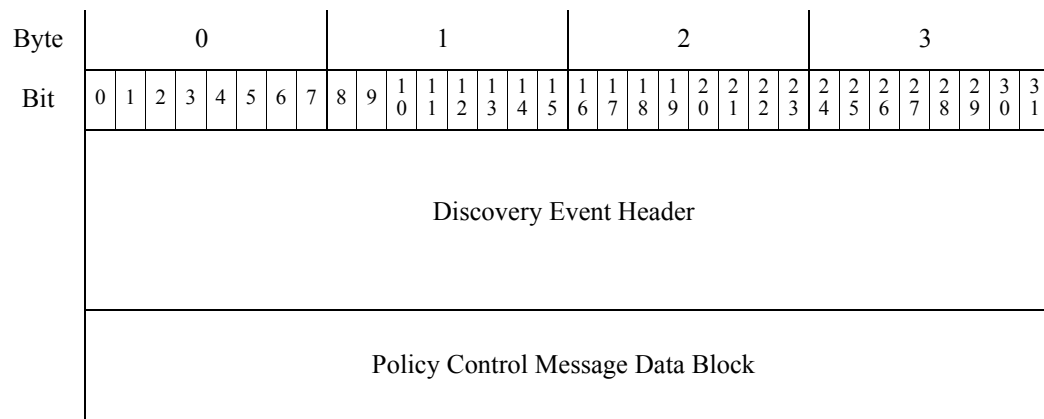 Byte 0 1 2 3
Bit 0 1 2 3 4 5 6 7 8 9 10 11 12 13 14 15 16 17 18 19 20 21 22 23 24 25 26 27 28 29 30 31
Discovery Event Header
Policy Control Message Data Block